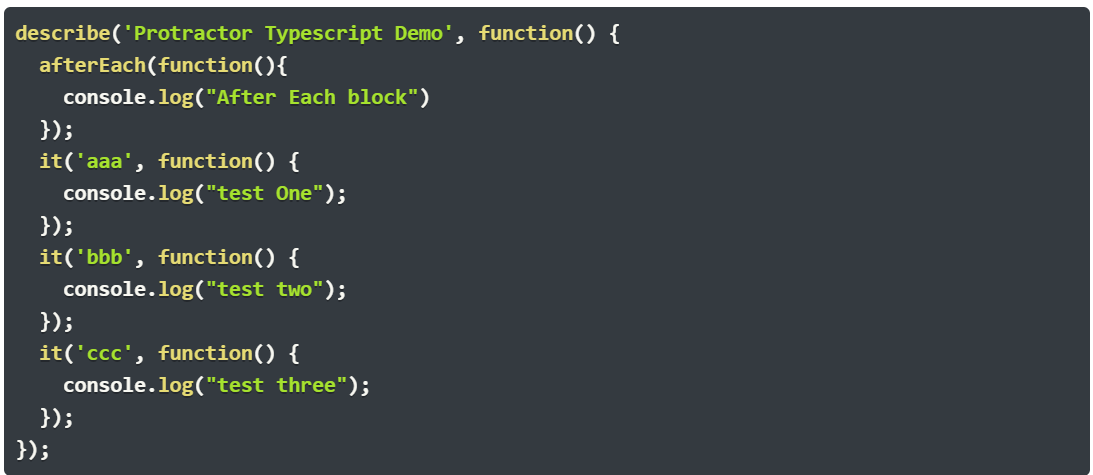 describe('Protractor Typescript Demo', function() {
  afterEach(function(){
    console.log("After Each block")
  });
  it('aaa', function() {
    console.log("test One");
  });
  it('bbb', function() {
    console.log("test two");
  });
  it('ccc', function() {
    console.log("test three");
  });
});